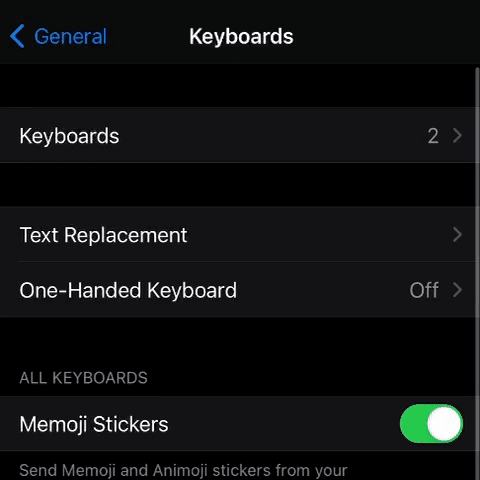 General
Keyboards
Keyboards 2
Text Replacement
One-Handed Keyboard Off
ALL KEYBOARDS
Memoji Stickers
Send Memoji and Animoji stickers from your